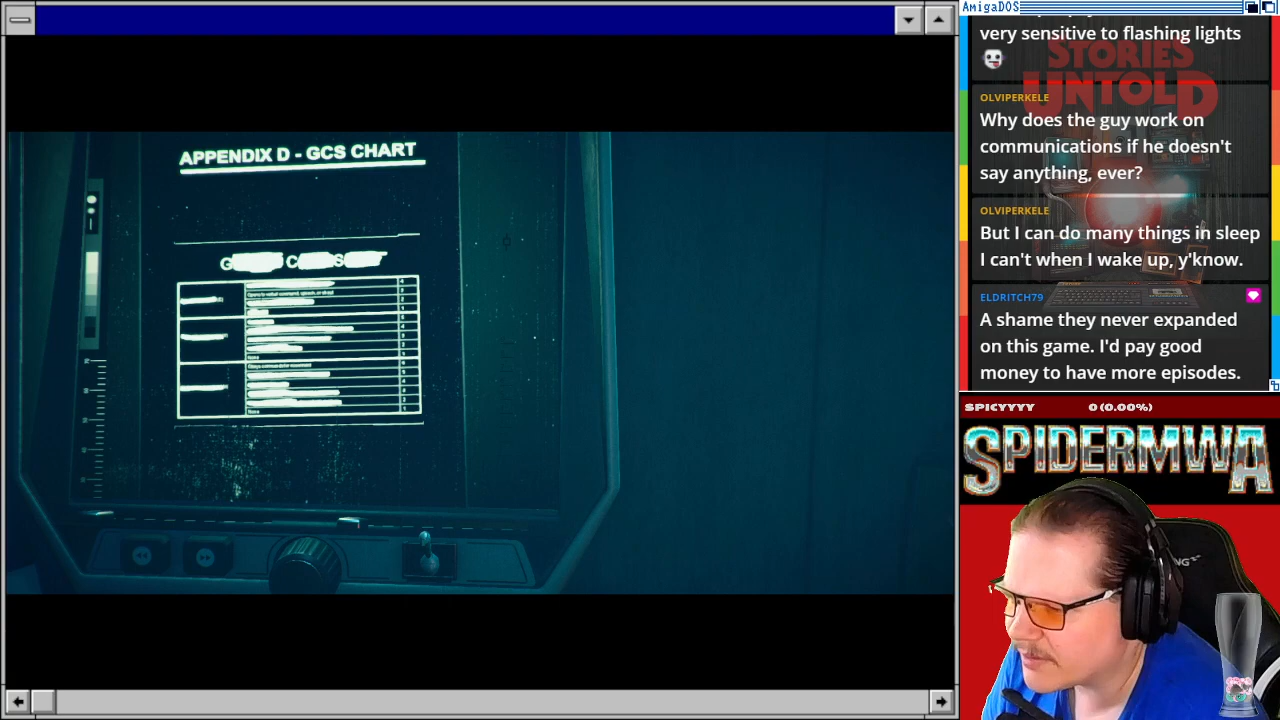 AmigaDOS
very sensitive to flashing lights
STORIES
UNTOLD
OLVIPERKELE
Why does the guy work on
communications if he doesn't
say anything, ever?
OLVIPERKELE
But I can do many things in sleep
I can't when I wake up, y'know.
ELDRITCH79
A shame they never expanded
on this game. I'd pay good
money to have more episodes.
SPICYYYY 0 (0.00%)
SPIDERMWA
APPENDIX D - GCS CHART
G C S
None
None